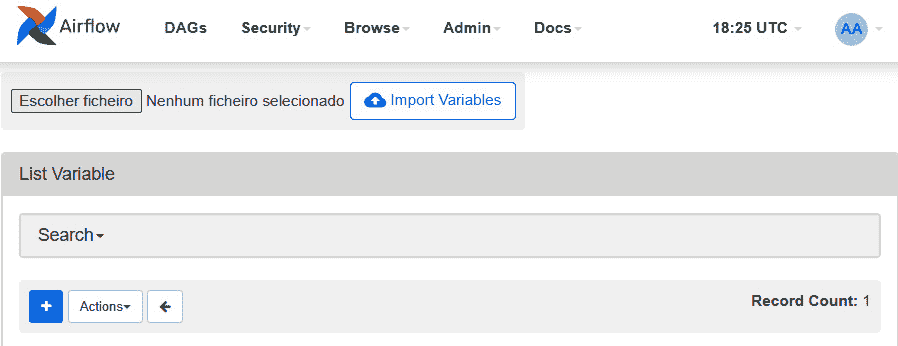 Airflow DAGs Security Browse Admin Docs 18:25 UTC AA
Escolher ficheiro Nenhum ficheiro selecionado Import Variables
List Variable
Search
+ Actions Record Count: 1